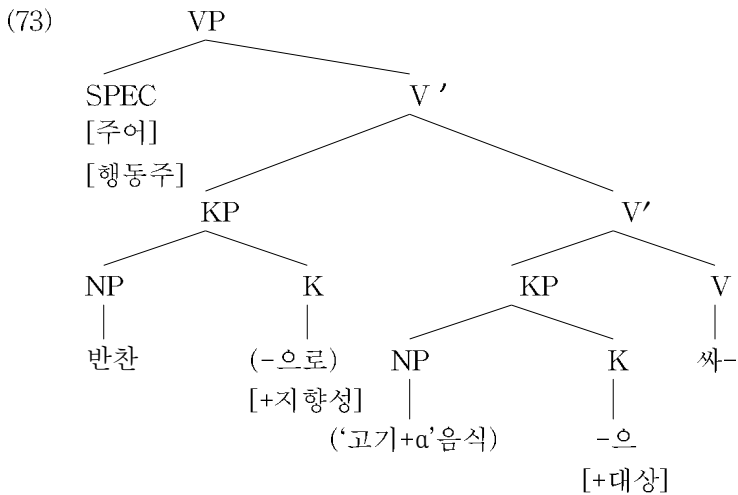 (73) VP
SPEC V′
[주어]
[행동주]
KP V′
NP K KP V
반찬 (-으로) NP K 싸-
[+지향성]
(‘고기+α’음식) -으
[+대상]